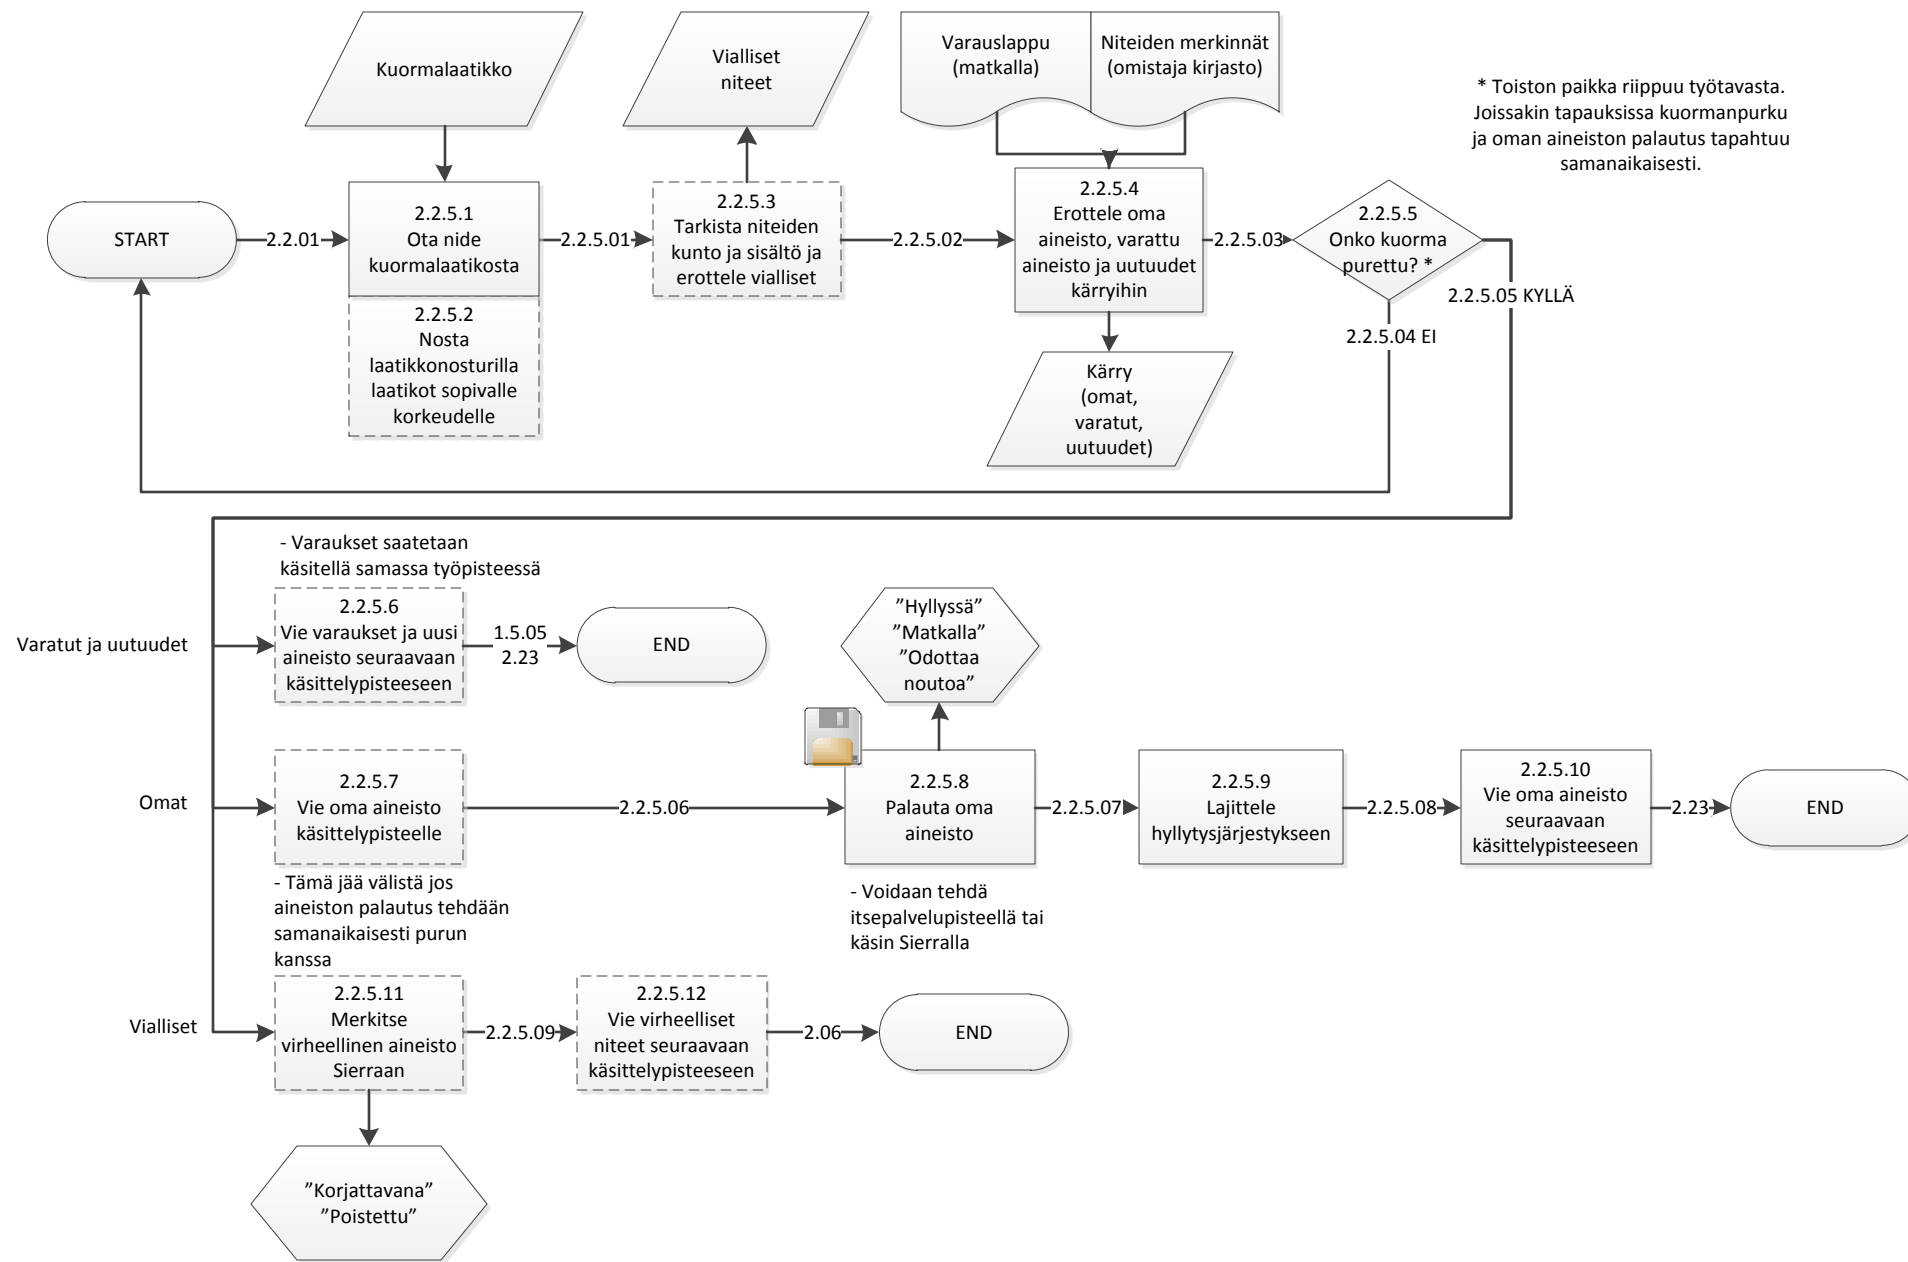 Kuormalaatikko
Vialliset
niteet
Varauslappu
(matkalla)
Niteiden merkinnät
(omistaja kirjasto)
* Toiston paikka riippuu työtavasta.
Joissakin tapauksissa kuormanpurku
ja oman aineiston palautus tapahtuu
samanaikaisesti.
START
2.2.01
2.2.5.1
Ota nide
kuormalaatikosta
2.2.5.2
Nosta
laatikkonosturilla
laatikot sopivalle
korkeudelle
2.2.5.01
2.2.5.3
Tarkista niteiden
kunto ja sisältö ja
erottele vialliset
2.2.5.02
2.2.5.4
Erottele oma
aineisto, varattu
aineisto ja uutuudet
kärryihin
2.2.5.03
2.2.5.5
Onko kuorma
purettu? *
2.2.5.05 KYLLÄ
2.2.5.04 EI
Kärry
(omat,
varatut,
uutuudet)
- Varaukset saatetaan
käsitellä samassa työpisteessä
Varatut ja uutuudet
2.2.5.6
Vie varaukset ja uusi
aineisto seuraavaan
käsittelypisteeseen
1.5.05
2.23
END
”Hyllyssä”
”Matkalla”
”Odottaa
noutoa”
Omat
2.2.5.7
Vie oma aineisto
käsittelypisteelle
2.2.5.06
2.2.5.8
Palauta oma
aineisto
2.2.5.07
2.2.5.9
Lajittele
hyllytysjärjestykseen
2.2.5.08
2.2.5.10
Vie oma aineisto
seuraavaan
käsittelypisteeseen
2.23
END
- Tämä jää välistä jos
aineiston palautus tehdään
samanaikaisesti purun
kanssa
- Voidaan tehdä
itsepalvelupisteellä tai
käsin Sierralla
Vialliset
2.2.5.11
Merkitse
virheellinen aineisto
Sierraan
2.2.5.09
2.2.5.12
Vie virheelliset
niteet seuraavaan
käsittelypisteeseen
2.06
END
”Korjattavana”
”Poistettu”